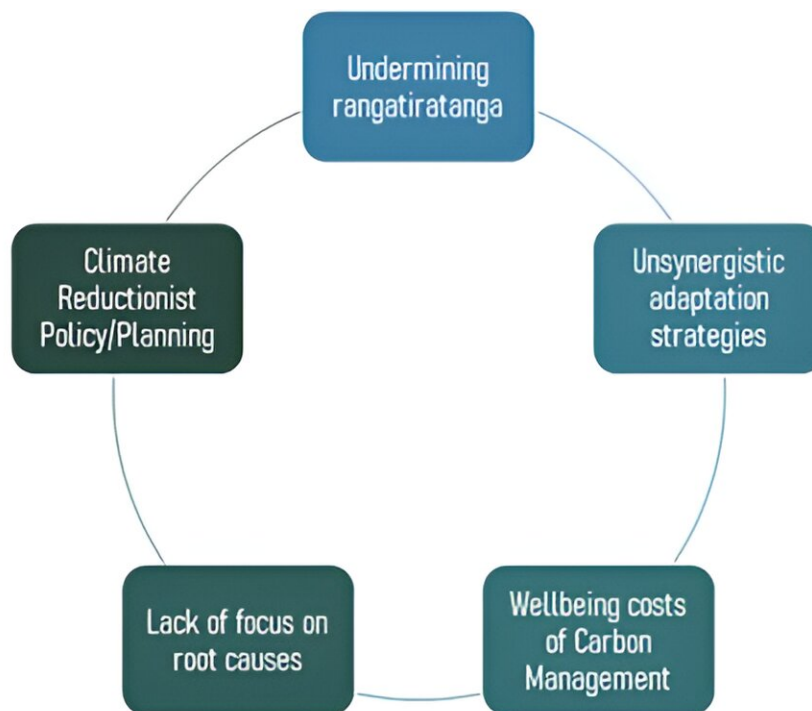 Undermining
rangatiratanga
Unsynergistic
adaptation
strategies
Wellbeing costs
of Carbon
Management
Lack of focus on
root causes
Climate
Reductionist
Policy/Planning